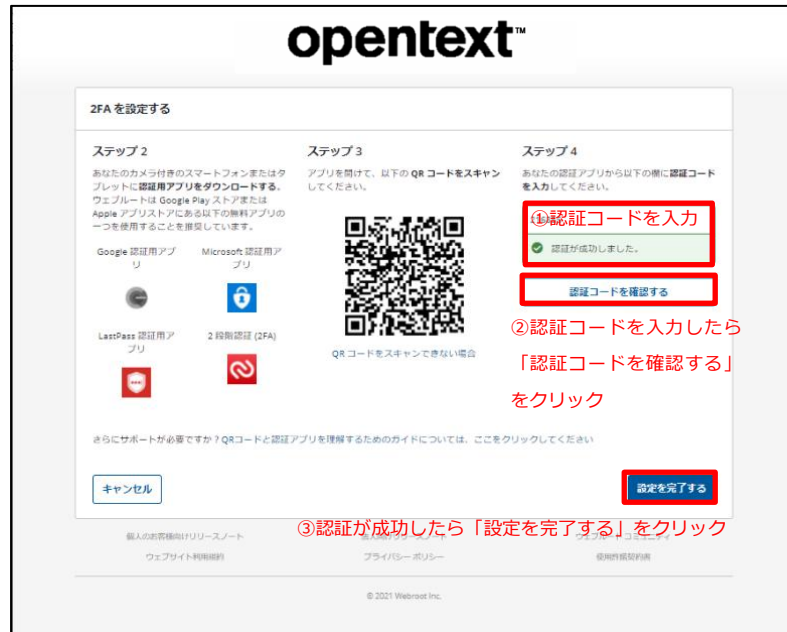 opentext™
2FA を設定する
ステップ 2
あなたのカメラ付きのスマートフォンまたはタ
ブレットに認証用アプリをダウンロードする。
ウェブルートは Google Play ストアまたは
Apple アプリストアにある以下の無料アプリの
一つを使用することを推奨しています。
Google 認証用アプ
リ
Microsoft 認証用ア
プリ
LastPass 認証用ア
プリ
2 段階認証 (2FA)
ステップ 3
アプリを開けて、以下の QR コードをスキャン
してください。
QR コードをスキャンできない場合
ステップ 4
あなたの認証アプリから以下の欄に認証コード
を入力してください。
①認証コードを入力
認証が成功しました。
認証コードを確認する
②認証コードを入力したら
「認証コードを確認する」
をクリック
さらにサポートが必要ですか？QRコードと認証アプリを理解するためのガイドについては、ここをクリックしてください
キャンセル
設定を完了する
③認証が成功したら「設定を完了する」をクリック
個人のお客様向けリリースノート
ウェブルート コミュニティ
ウェブサイト利用規約
プライバシー ポリシー
使用許諾契約書
© 2021 Webroot Inc.